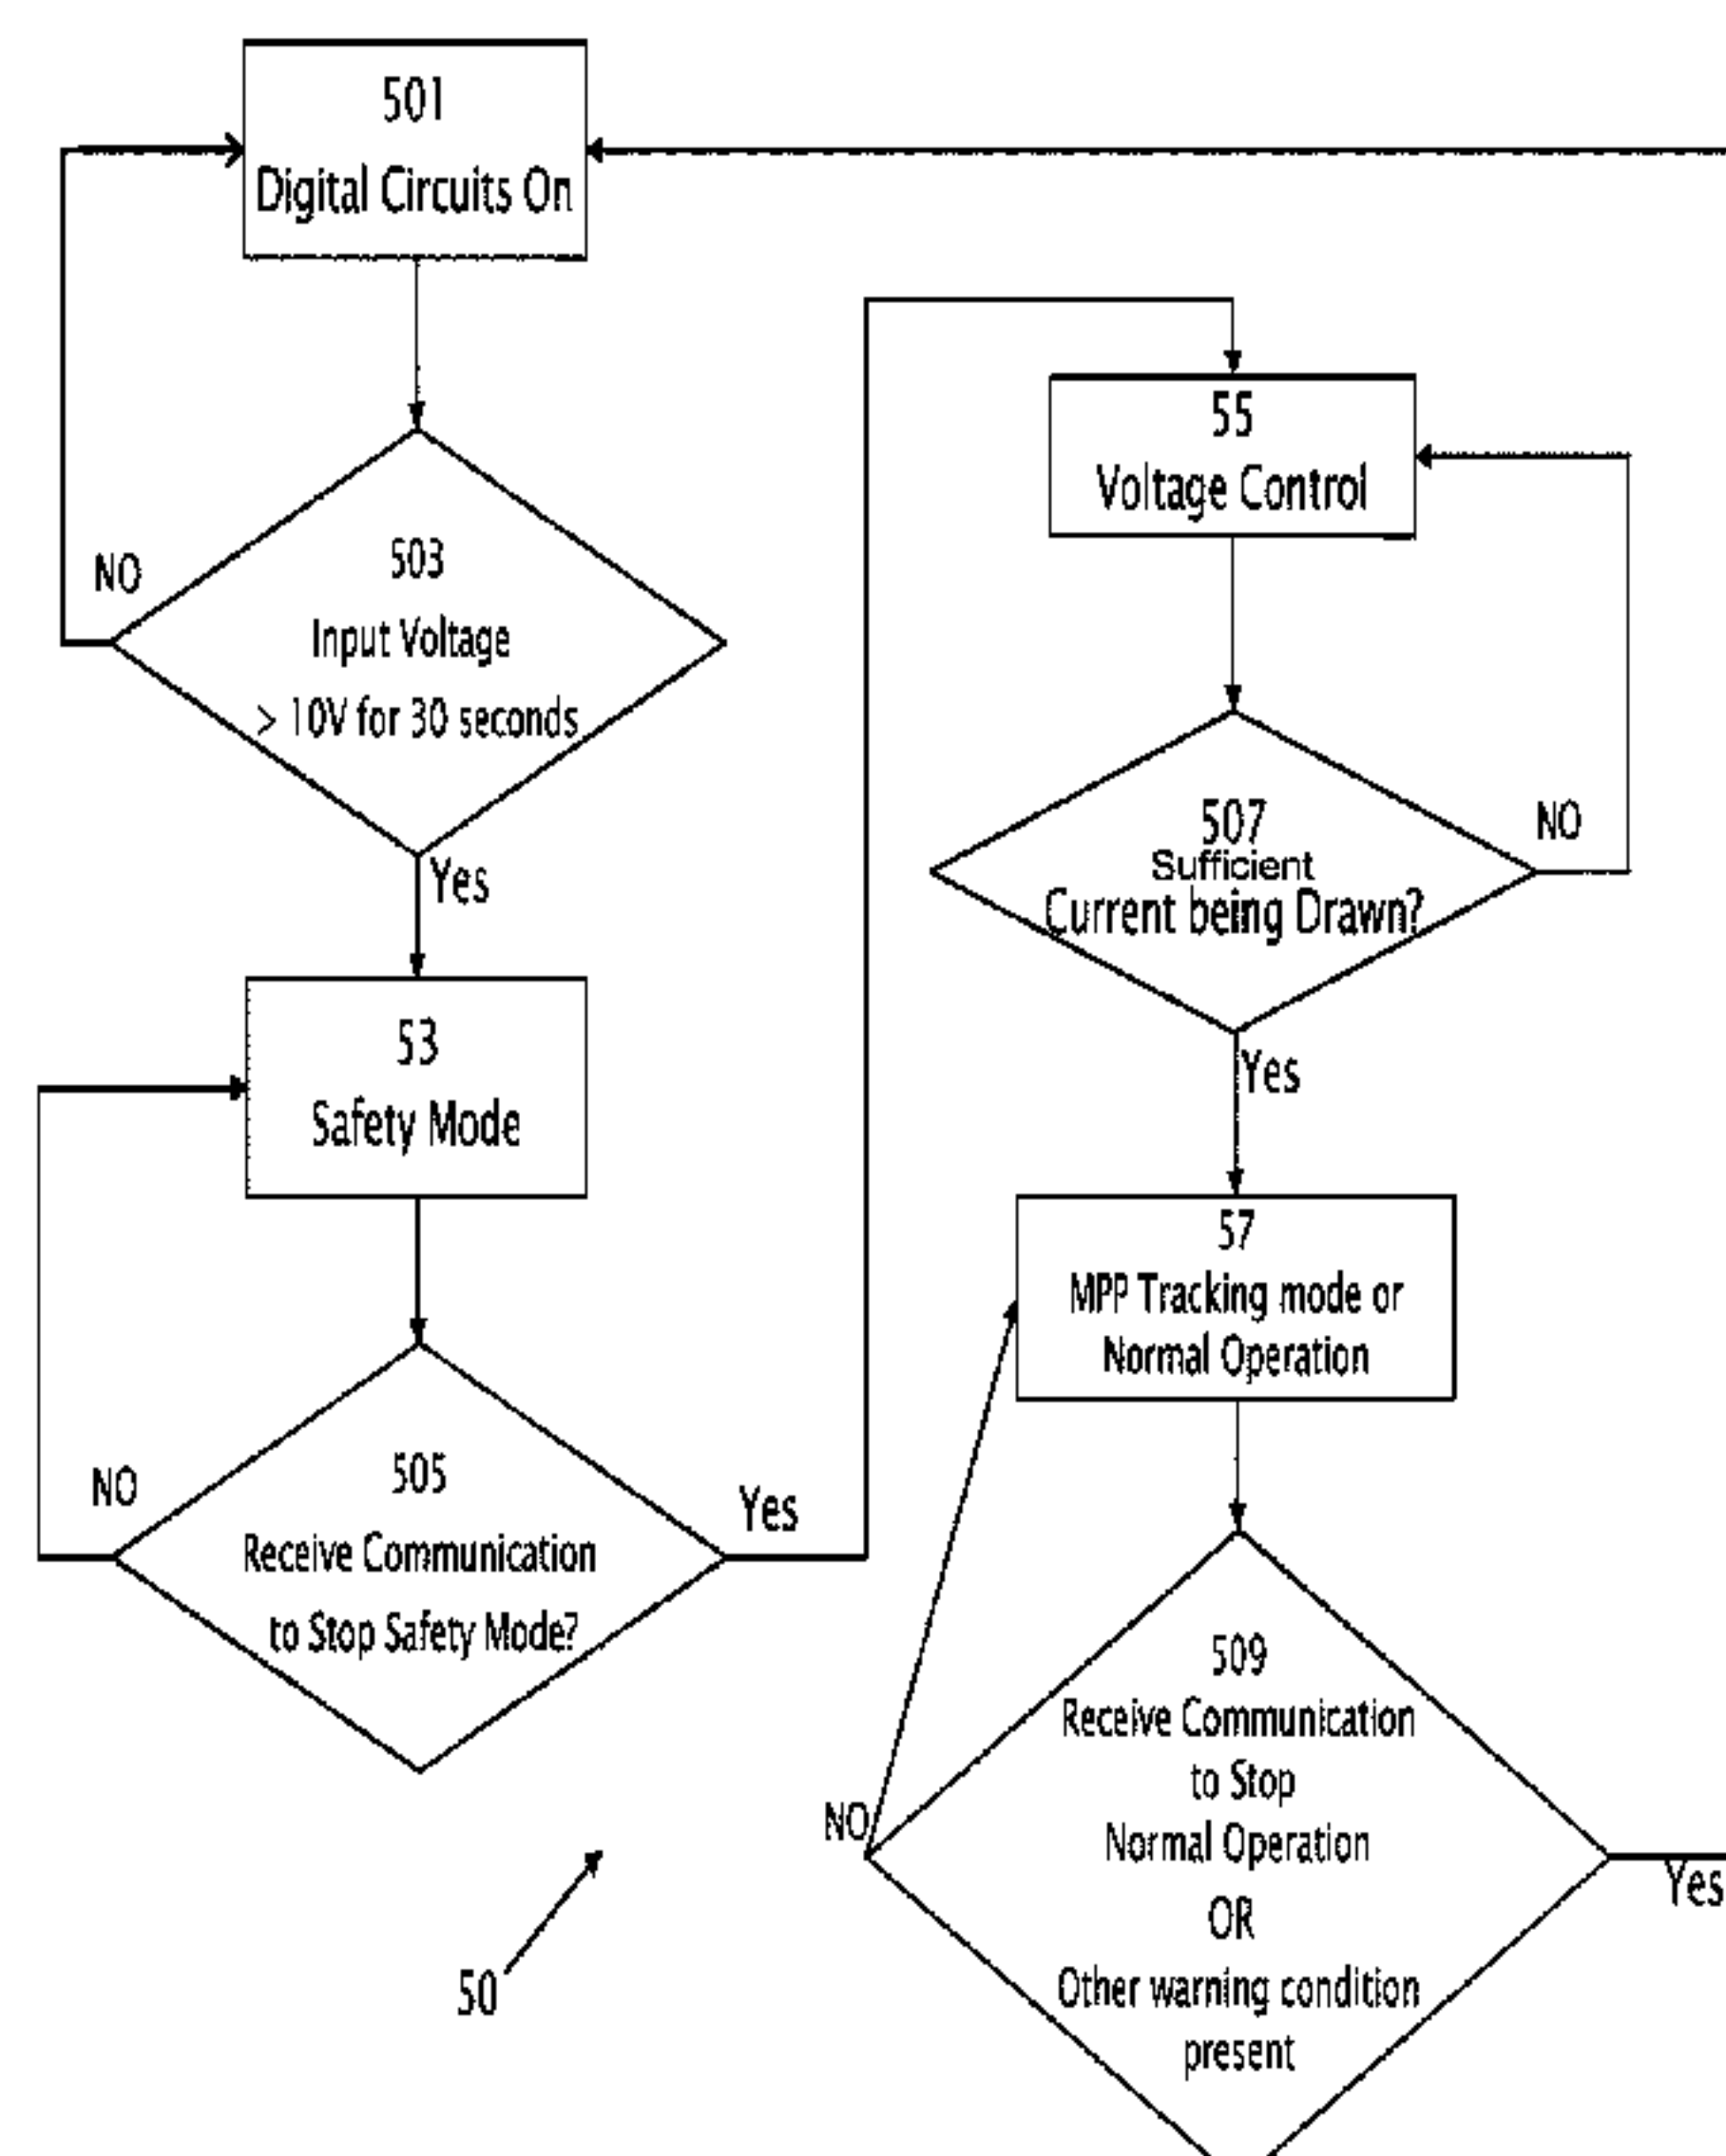 501
Digital Circuits On
NO
503
Input Voltage
> 10V for 30 seconds
Yes
53
Safety Mode
NO
505
Receive Communication
to Stop Safety Mode?
Yes
50
55
Voltage Control
507
Sufficient
Current being Drawn?
NO
Yes
57
MPP Tracking mode or
Normal Operation
509
Receive Communication
to Stop
Normal Operation
OR
Other warning condition
present
NO
Yes